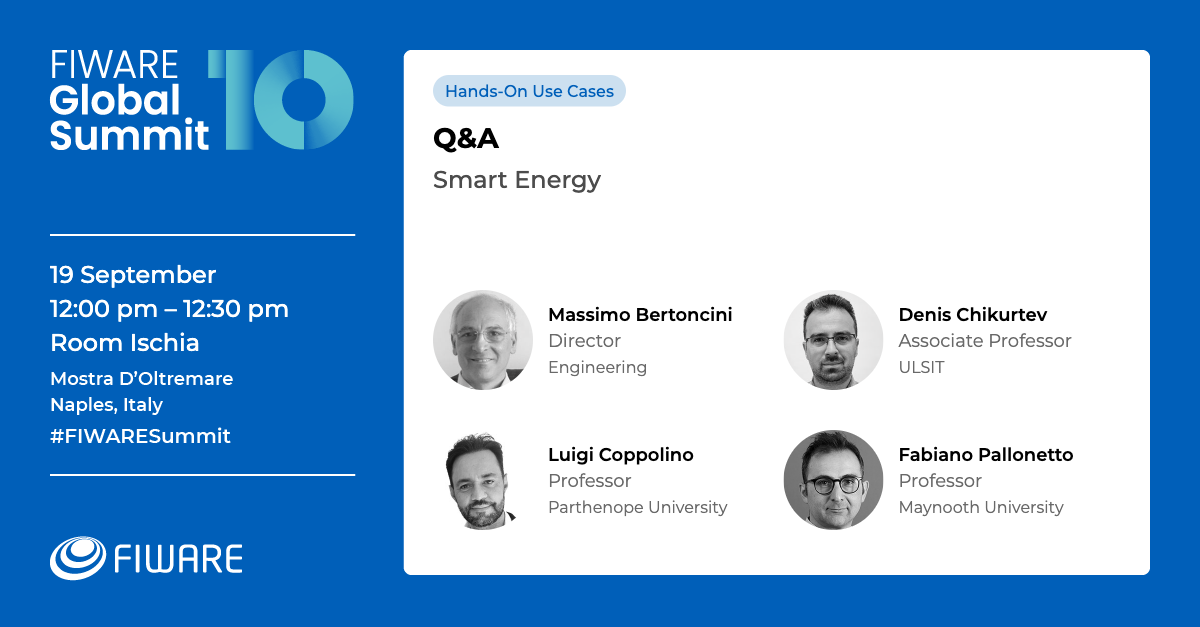 FIWARE
Global
Summit
10
19 September
12:00 pm – 12:30 pm
Room Ischia
Mostra D’Oltremare
Naples, Italy
#FIWARESummit
FIWARE
Hands-On Use Cases
Q&A
Smart Energy
Massimo Bertoncini
Director
Engineering
Denis Chikurtev
Associate Professor
ULSIT
Luigi Coppolino
Professor
Parthenope University
Fabiano Pallonetto
Professor
Maynooth University